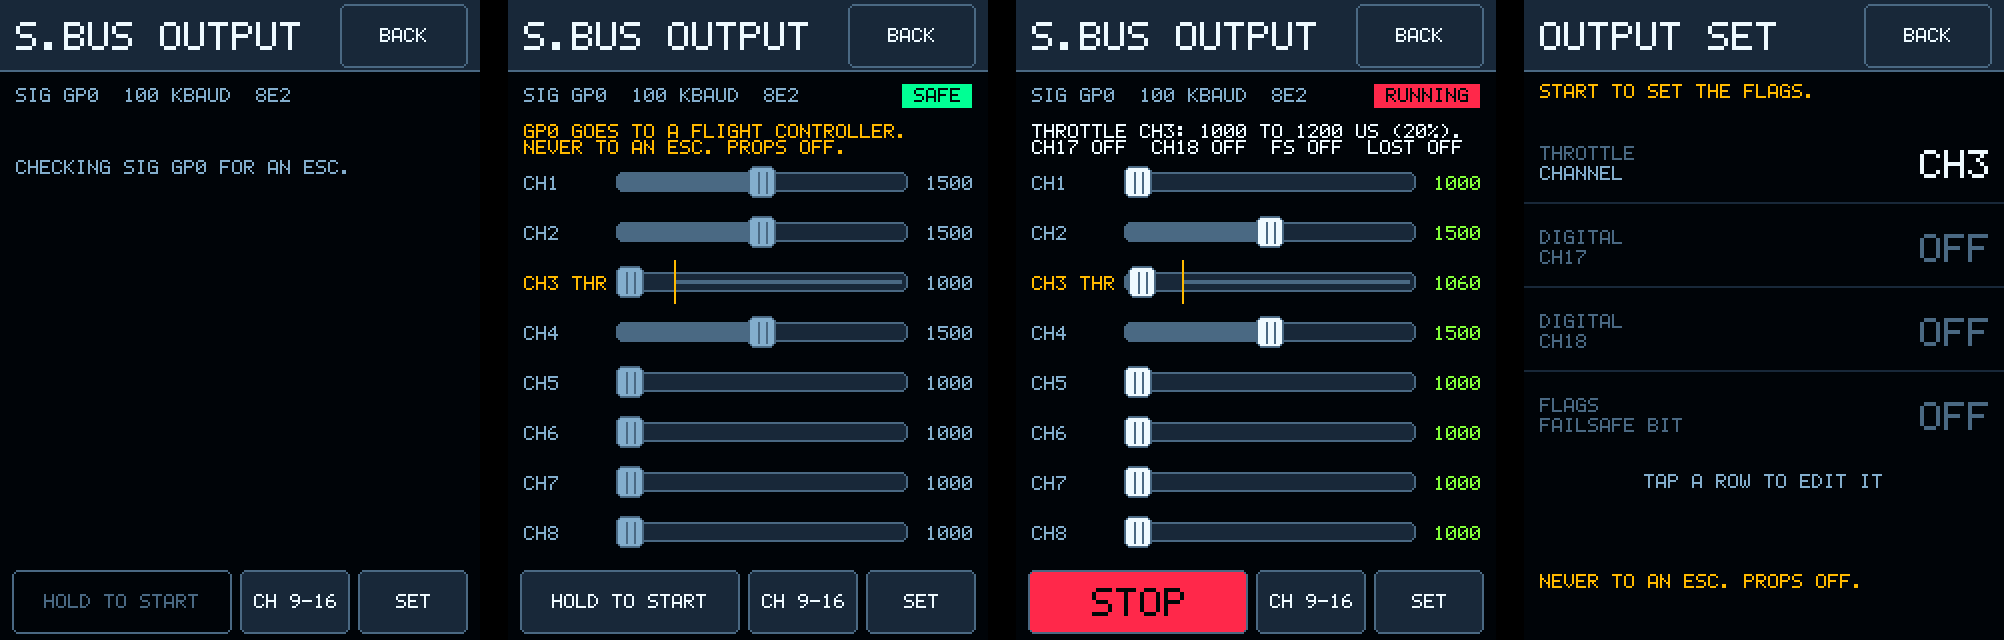 S.BUS OUTPUT
BACK
SIG GP0 100 KBAUD 8E2
CHECKING SIG GP0 FOR AN ESC.
HOLD TO START
CH 9-16
SET
S.BUS OUTPUT
BACK
SIG GP0 100 KBAUD 8E2
SAFE
GP0 GOES TO A FLIGHT CONTROLLER.
NEVER TO AN ESC. PROPS OFF.
CH1 1500
CH2 1500
CH3 THR 1000
CH4 1500
CH5 1000
CH6 1000
CH7 1000
CH8 1000
HOLD TO START
CH 9-16
SET
S.BUS OUTPUT
BACK
SIG GP0 100 KBAUD 8E2
RUNNING
THROTTLE CH3: 1000 TO 1200 US (20%).
CH17 OFF CH18 OFF FS OFF LOST OFF
CH1 1000
CH2 1500
CH3 THR 1060
CH4 1500
CH5 1000
CH6 1000
CH7 1000
CH8 1000
STOP
CH 9-16
SET
OUTPUT SET
BACK
START TO SET THE FLAGS.
THROTTLE
CHANNEL
CH3
DIGITAL
CH17
OFF
DIGITAL
CH18
OFF
FLAGS
FAILSAFE BIT
OFF
TAP A ROW TO EDIT IT
NEVER TO AN ESC. PROPS OFF.